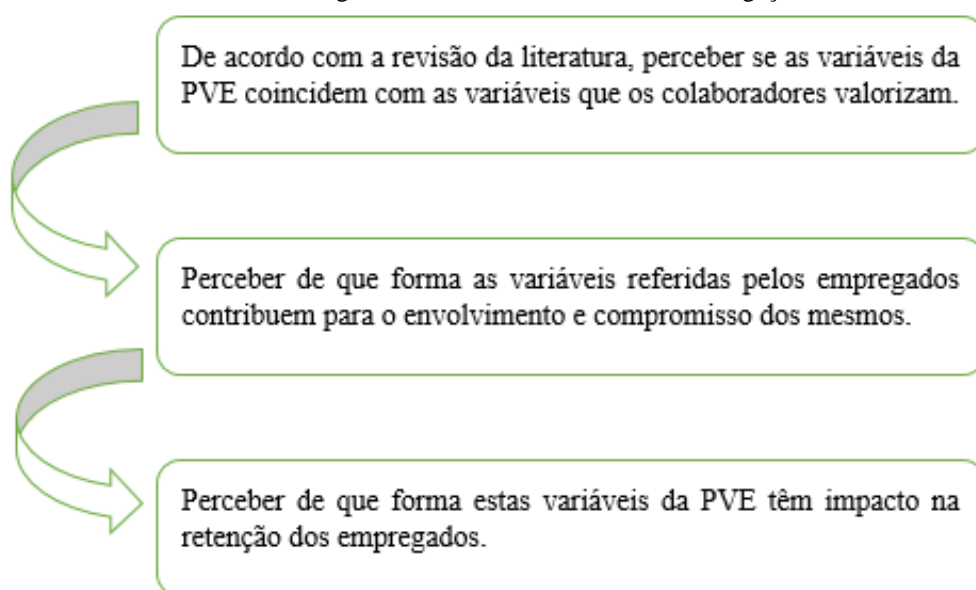 De acordo com a revisão da literatura, perceber se as variáveis da
PVE coincidem com as variáveis que os colaboradores valorizam.
Perceber de que forma as variáveis referidas pelos empregados
contribuem para o envolvimento e compromisso dos mesmos.
Perceber de que forma estas variáveis da PVE têm impacto na
retenção dos empregados.